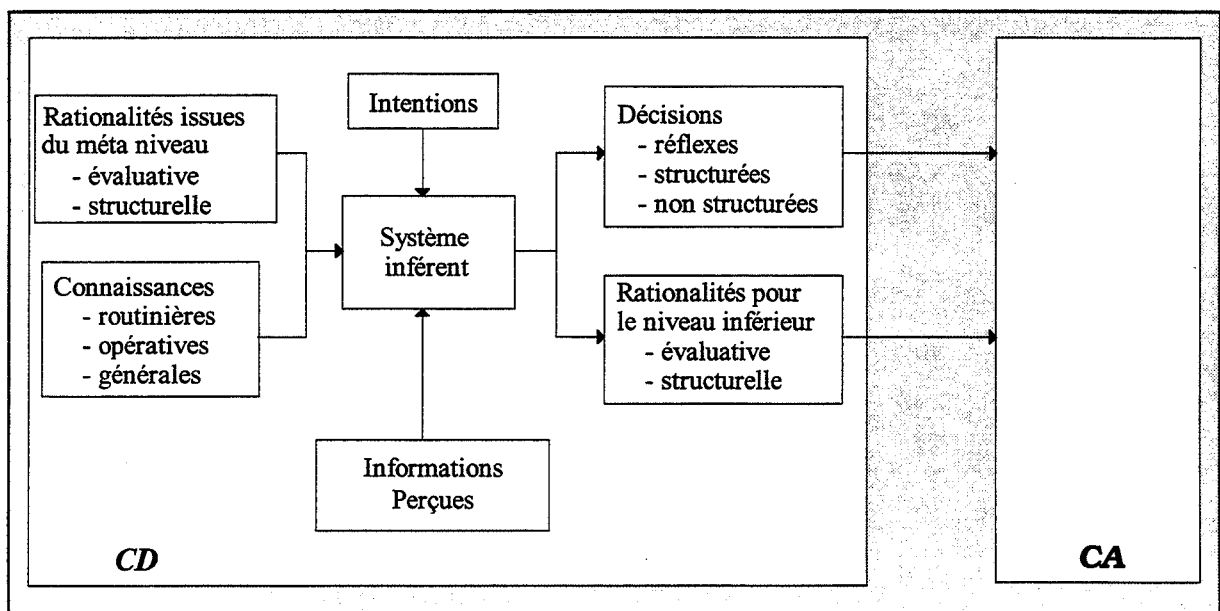 Rationalités issues
du méta niveau
- évaluative
- structurelle
Connaissances
- routinières
- opératives
- générales
Intentions
Système
inférent
Informations
Perçues
Décisions
- réflexes
- structurées
- non structurées
Rationalités pour
le niveau inférieur
- évaluative
- structurelle
CD
CA